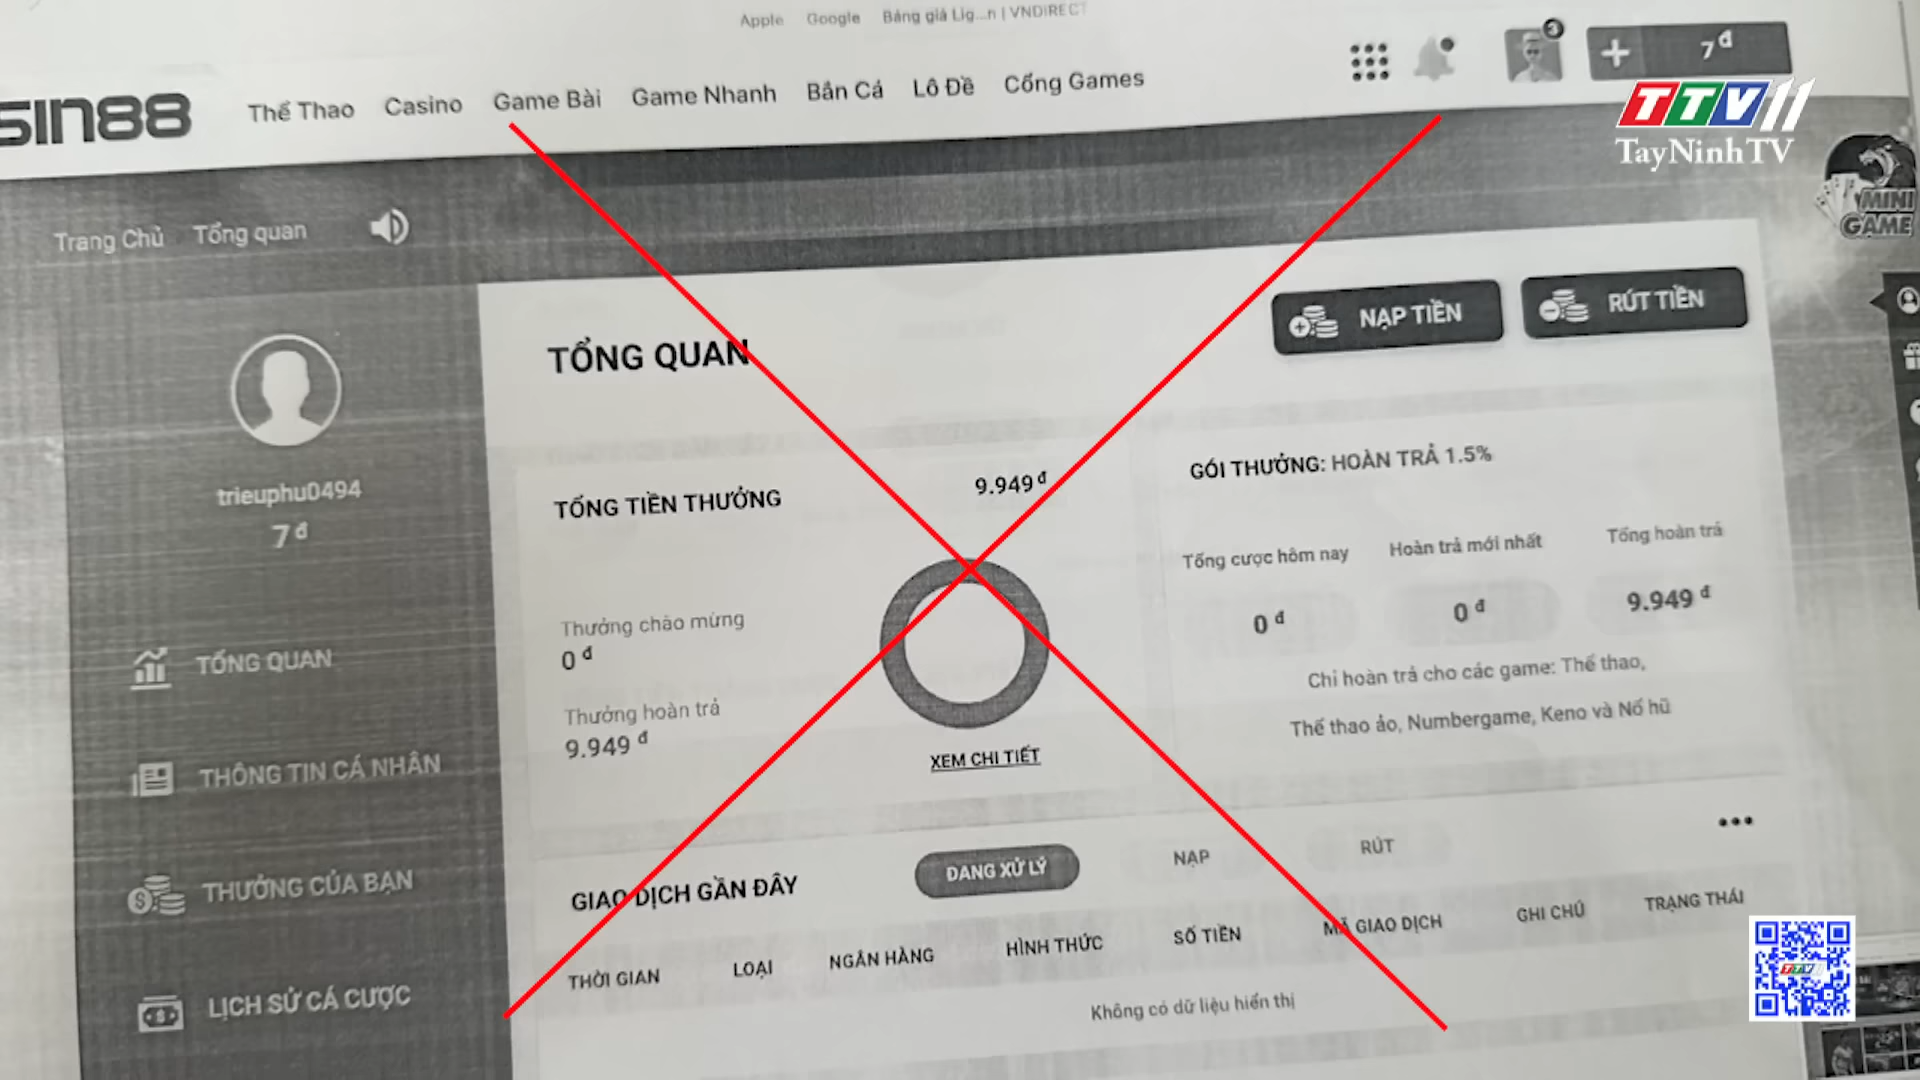 Apple Google Bảng giá Lig...n | VNDIRECT
SIN88 Thể Thao Casino Game Bài Game Nhanh Bắn Cá Lô Đề Cổng Games 3 7 đ
TTV11
TayNinhTV
MINI
GAME
Trang Chủ Tổng quan
NẠP TIỀN RÚT TIỀN
TỔNG QUAN
trieuphu0494
7 đ
TỔNG TIỀN THƯỞNG 9.949 đ
GÓI THƯỞNG: HOÀN TRẢ 1.5%
Tổng cược hôm nay Hoàn trả mới nhất Tổng hoàn trả
0 đ 0 đ 9.949 đ
Thưởng chào mừng
0 đ
Thưởng hoàn trả
9.949 đ
Chỉ hoàn trả cho các game: Thể thao,
Thể thao ảo, Numbergame, Keno và Nổ hũ
XEM CHI TIẾT
TỔNG QUAN
THÔNG TIN CÁ NHÂN
THƯỞNG CỦA BẠN
LỊCH SỬ CÁ CƯỢC
GIAO DỊCH GẦN ĐÂY ĐANG XỬ LÝ NẠP RÚT
THỜI GIAN LOẠI NGÂN HÀNG HÌNH THỨC SỐ TIỀN MÃ GIAO DỊCH GHI CHÚ TRẠNG THÁI
Không có dữ liệu hiển thị
TTV11